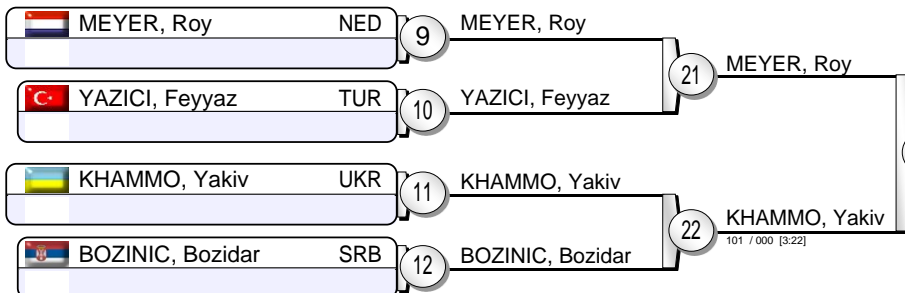 MEYER, Roy NED
9
MEYER, Roy
YAZICI, Feyyaz TUR
10
YAZICI, Feyyaz
21
MEYER, Roy
KHAMMO, Yakiv UKR
11
KHAMMO, Yakiv
BOZINIC, Bozidar SRB
12
BOZINIC, Bozidar
22
KHAMMO, Yakiv
101 / 000 [3:22]